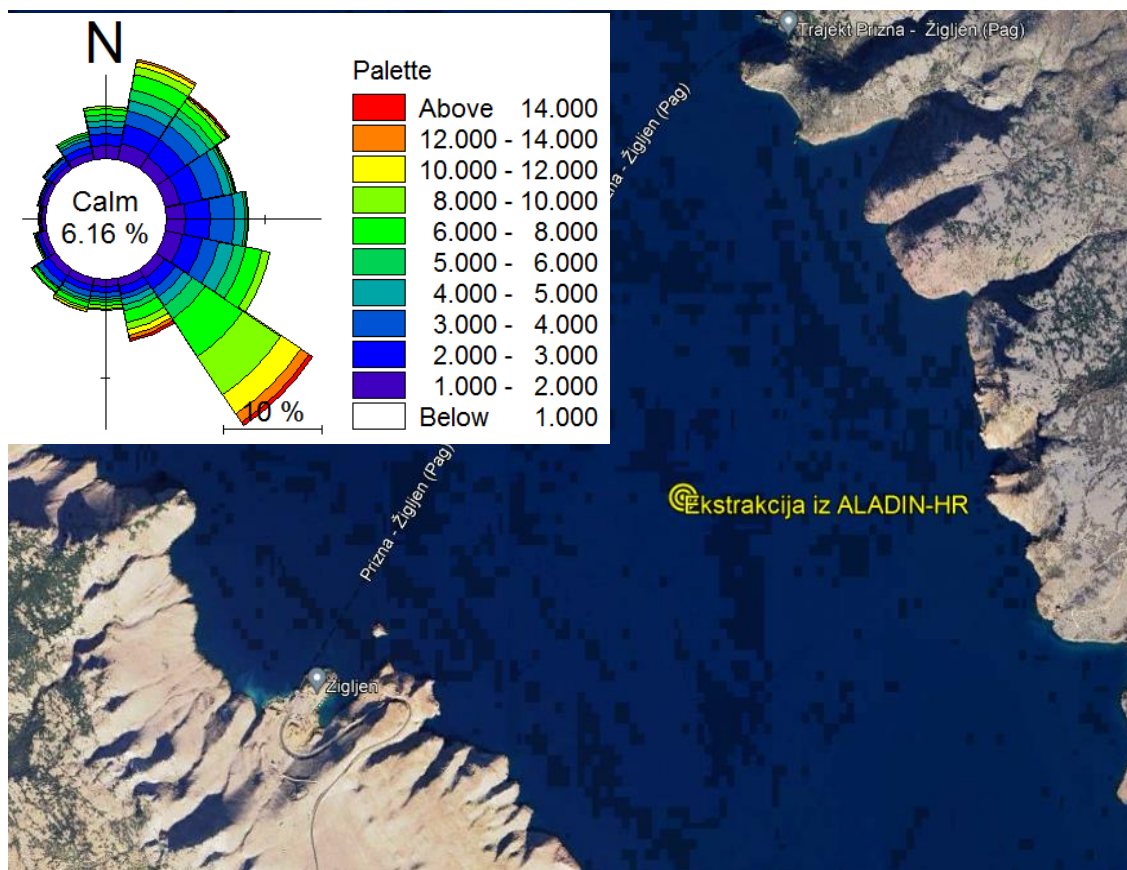 N
Calm
6.16 %
10 %
Palette
Above 14.000
12.000 - 14.000
10.000 - 12.000
8.000 - 10.000
6.000 - 8.000
5.000 - 6.000
4.000 - 5.000
3.000 - 4.000
2.000 - 3.000
1.000 - 2.000
Below 1.000
Trajekt Prizna - Žigljen (Pag)
na - Žigljen (Pag)
Ekstrakcija iz ALADIN-HR
Prizna - Žigljen (Pag)
Žigljen